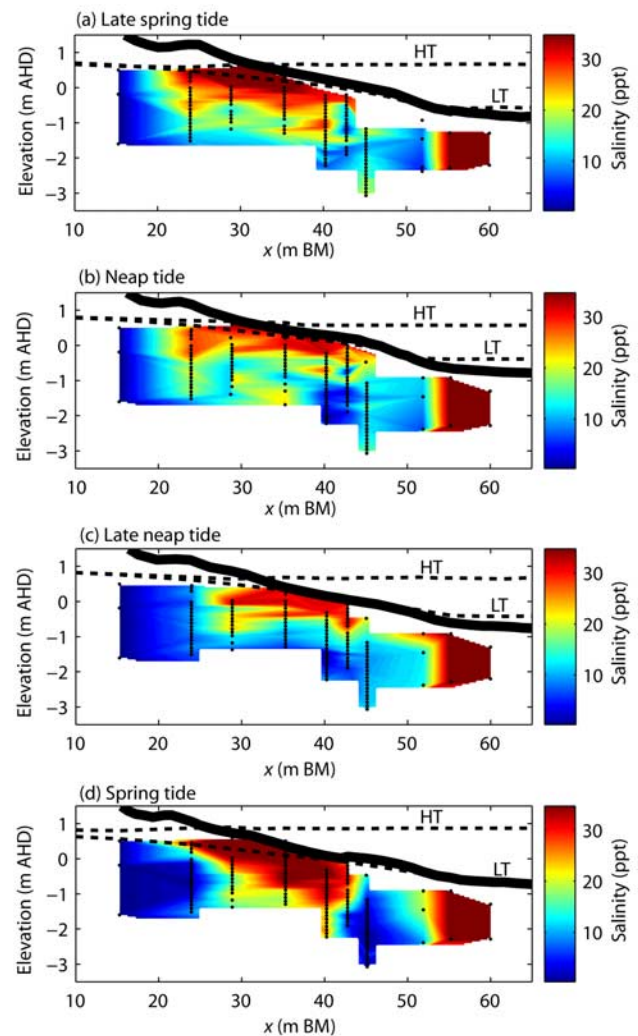 (a) Late spring tide
HT
LT
1
0
−1
−2
−3
Elevation (m AHD)
10 20 30 40 50 60
x (m BM)
30
20
10
Salinity (ppt)
(b) Neap tide
HT
LT
1
0
−1
−2
−3
Elevation (m AHD)
10 20 30 40 50 60
x (m BM)
30
20
10
Salinity (ppt)
(c) Late neap tide
HT
LT
1
0
−1
−2
−3
Elevation (m AHD)
10 20 30 40 50 60
x (m BM)
30
20
10
Salinity (ppt)
(d) Spring tide
HT
LT
1
0
−1
−2
−3
Elevation (m AHD)
10 20 30 40 50 60
x (m BM)
30
20
10
Salinity (ppt)